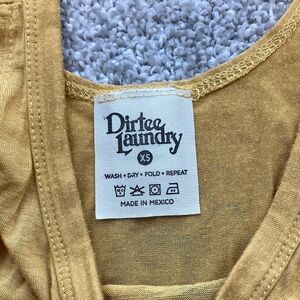 Dirtee
Laundry
XS
WASH • DRY • FOLD • REPEAT
MADE IN MEXICO